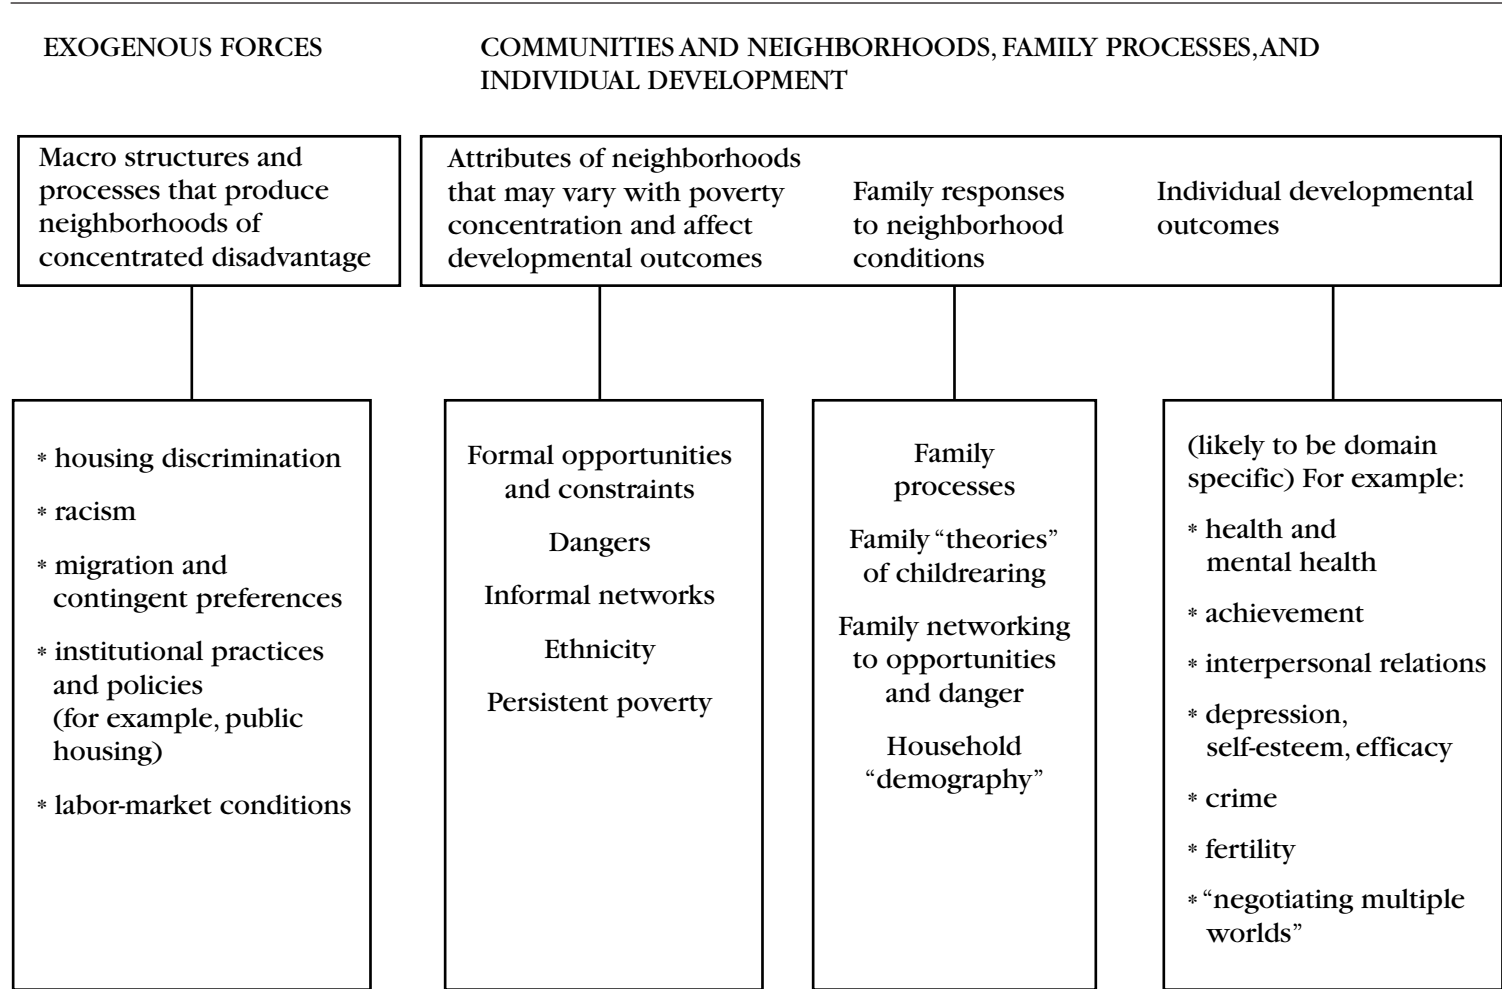 EXOGENOUS FORCES
COMMUNITIES AND NEIGHBORHOODS, FAMILY PROCESSES, AND
INDIVIDUAL DEVELOPMENT
Macro structures and
processes that produce
neighborhoods of
concentrated disadvantage
Attributes of neighborhoods
that may vary with poverty
concentration and affect
developmental outcomes
Family responses
to neighborhood
conditions
Individual developmental
outcomes
* housing discrimination
* racism
* migration and
contingent preferences
* institutional practices
and policies
(for example, public
housing)
* labor-market conditions
Formal opportunities
and constraints
Dangers
Informal networks
Ethnicity
Persistent poverty
Family
processes
Family “theories”
of childrearing
Family networking
to opportunities
and danger
Household
“demography”
(likely to be domain
specific) For example:
* health and
mental health
* achievement
* interpersonal relations
* depression,
self-esteem, efficacy
* crime
* fertility
* “negotiating multiple
worlds”